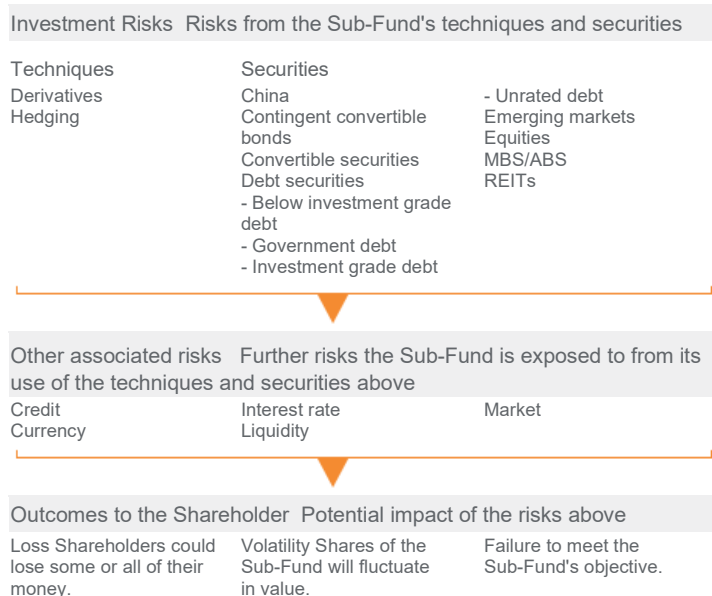 Investment Risks Risks from the Sub-Fund's techniques and securities
Techniques
Derivatives
Hedging
Securities
China
Contingent convertible
bonds
Convertible securities
Debt securities
- Below investment grade
debt
- Government debt
- Investment grade debt
- Unrated debt
Emerging markets
Equities
MBS/ABS
REITs
Other associated risks Further risks the Sub-Fund is exposed to from its
use of the techniques and securities above
Credit
Currency
Interest rate
Liquidity
Market
Outcomes to the Shareholder Potential impact of the risks above
Loss Shareholders could
lose some or all of their
money.
Volatility Shares of the
Sub-Fund will fluctuate
in value.
Failure to meet the
Sub-Fund's objective.